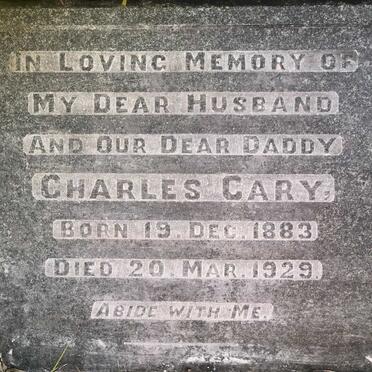 In Loving Memory of
My Dear Husband
And Our Dear Daddy
Charles Cary.
Born 19. Dec. 1883
Died 20. Mar. 1929.
Abide with Me.